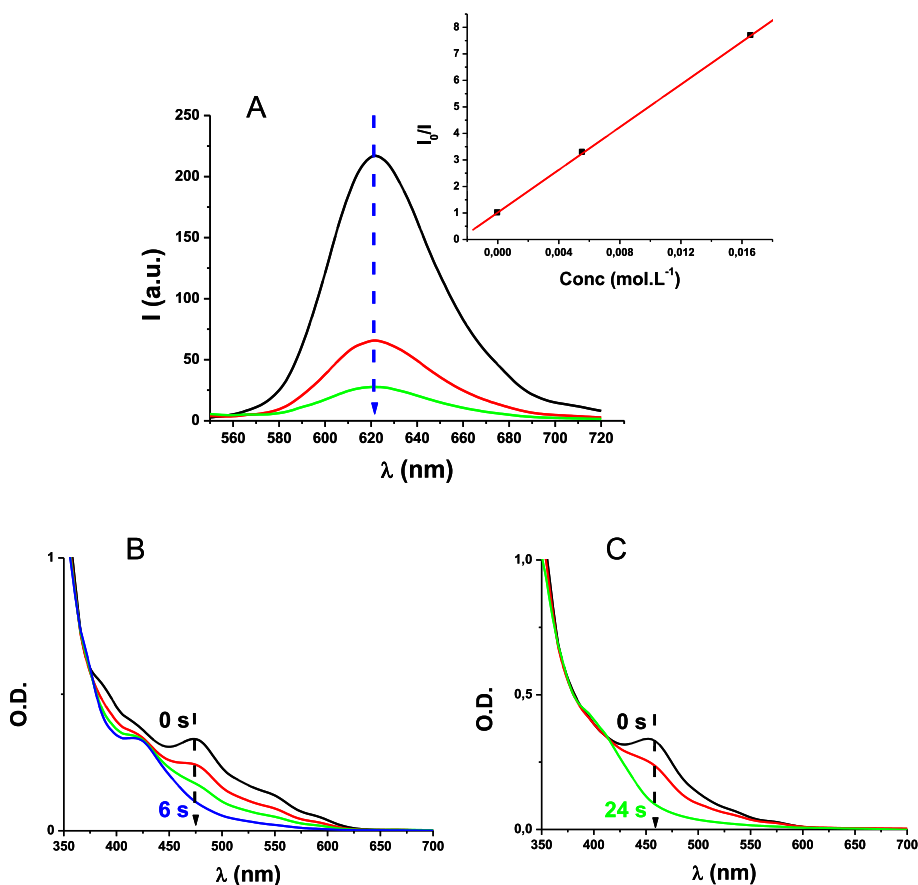 A
I (a.u.)
250
200
150
100
50
0
560 580 600 620 640 660 680 700 720
λ (nm)
I₀/I
8
7
6
5
4
3
2
1
0
0,000 0,004 0,008 0,012 0,016
Conc (mol.L⁻¹)
B
O.D.
1
0
0 s
6 s
350 400 450 500 550 600 650 700
λ (nm)
C
O.D.
1,0
0,5
0,0
0 s
24 s
350 400 450 500 550 600 650 700
λ (nm)